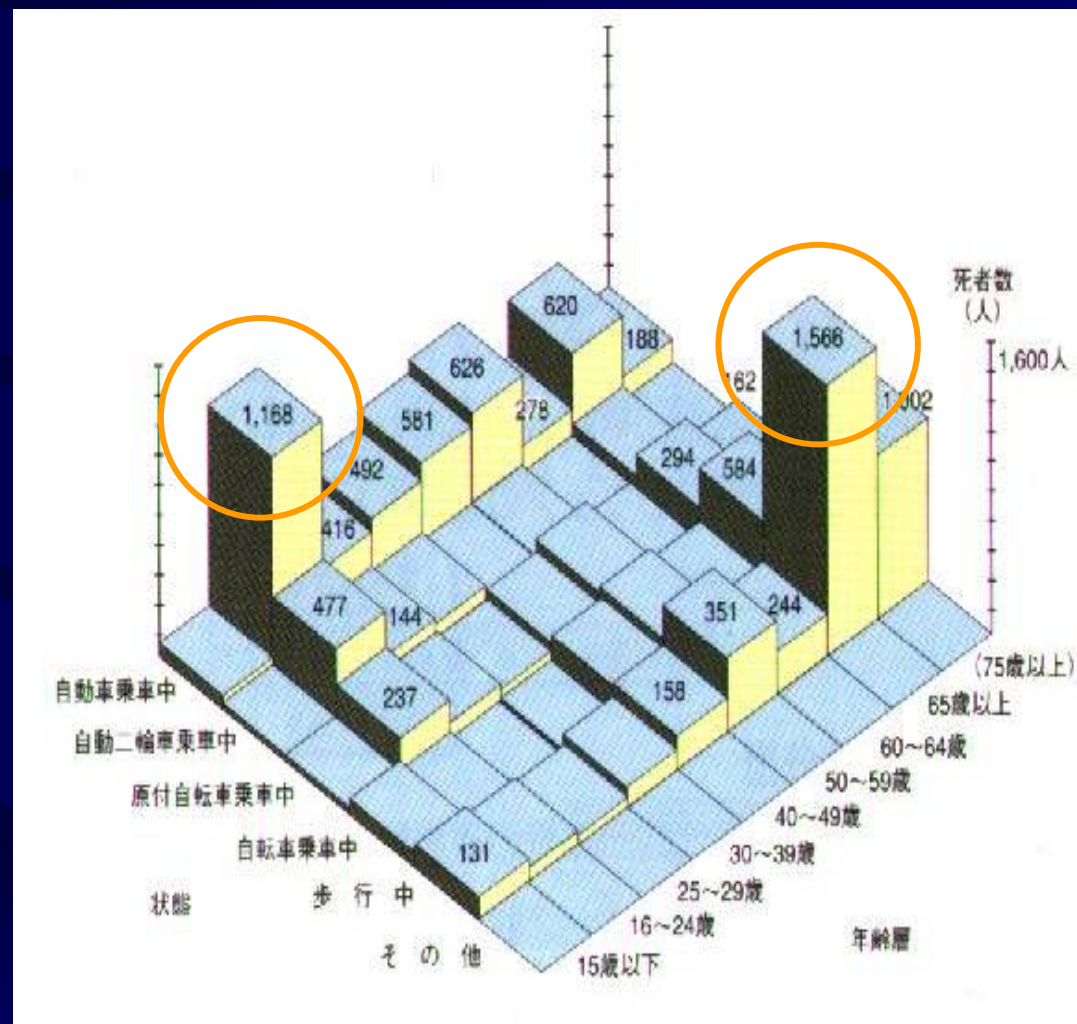 死者数
(人)
1,600人
620
188
1,566
162
1,002
626
278
1,168
581
294
584
492
416
477
144
351
244
237
158
131
自動車乗車中
自動二輪車乗車中
原付自転車乗車中
自転車乗車中
歩行中
その他
状態
(75歳以上)
65歳以上
60～64歳
50～59歳
40～49歳
30～39歳
25～29歳
16～24歳
15歳以下
年齢層